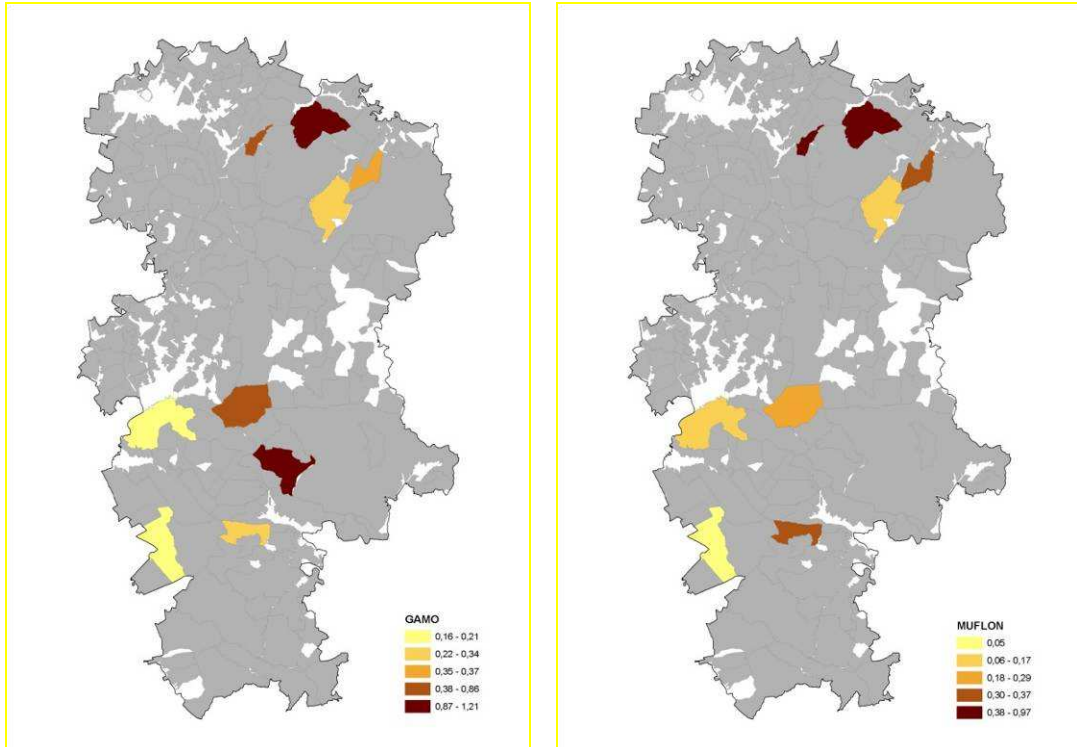 GAMO
0,16 - 0,21
0,22 - 0,34
0,35 - 0,37
0,38 - 0,86
0,87 - 1,21
MUFLON
0,05
0,06 - 0,17
0,18 - 0,29
0,30 - 0,37
0,38 - 0,97